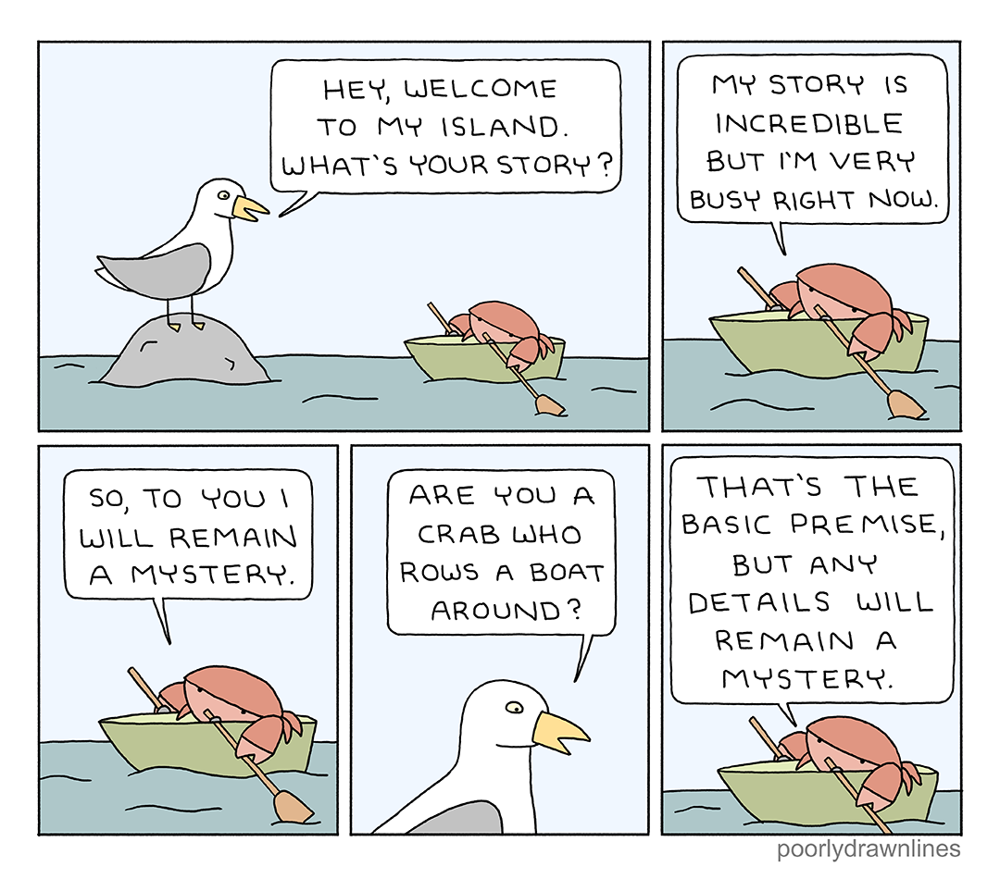 HEY, WELCOME
TO MY ISLAND.
WHAT'S YOUR STORY?
MY STORY IS
INCREDIBLE
BUT I'M VERY
BUSY RIGHT NOW.
SO, TO YOU I
WILL REMAIN
A MYSTERY.
ARE YOU A
CRAB WHO
ROWS A BOAT
AROUND?
THAT'S THE
BASIC PREMISE,
BUT ANY
DETAILS WILL
REMAIN A
MYSTERY.
poorlydrawnlines